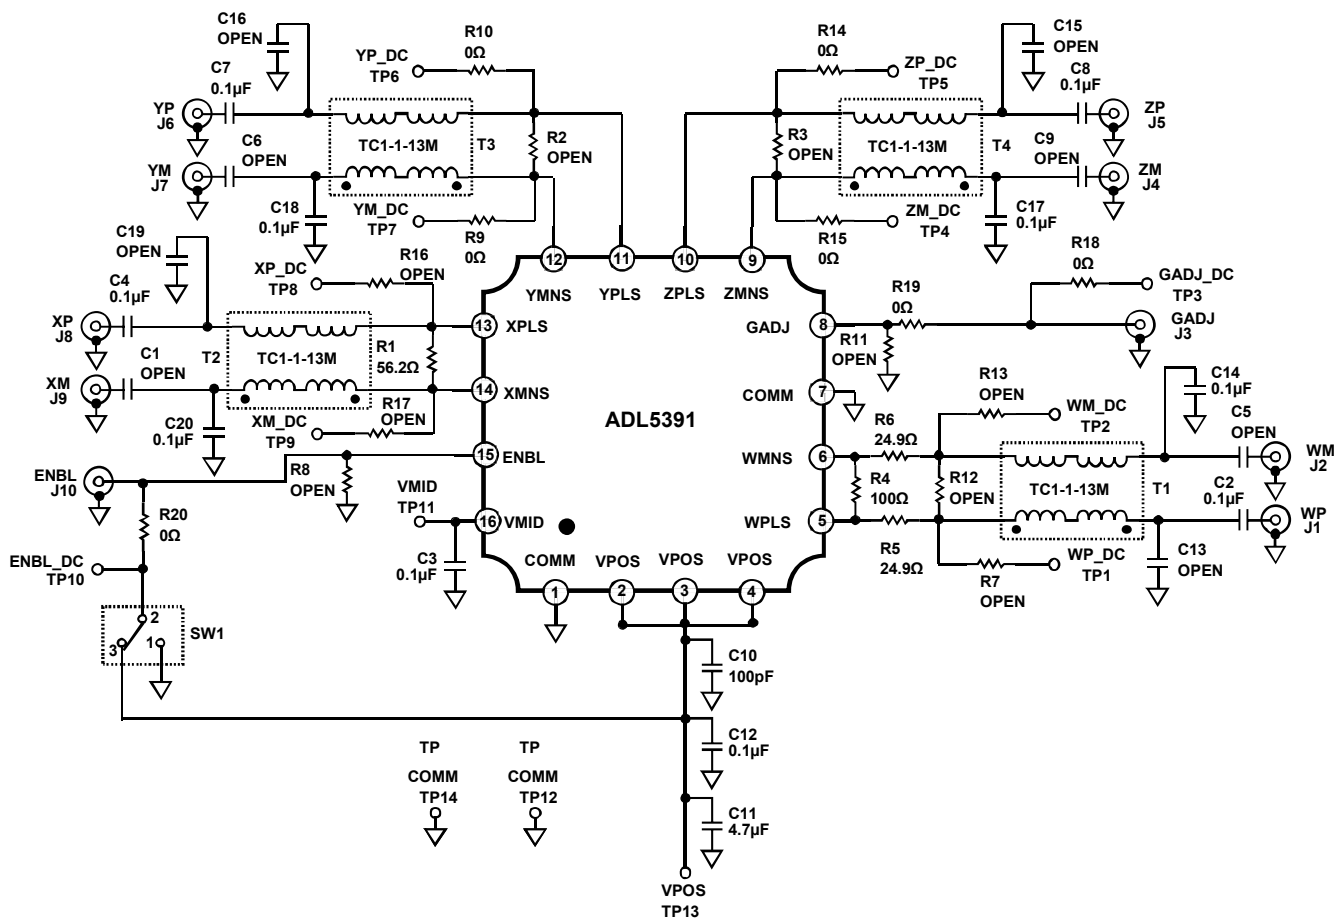 C16
OPEN
C7
0.1µF
YP
J6
C6
OPEN
YM
J7
C18
0.1µF
YP_DC
TP6
R10
0Ω
TC1-1-13M
T3
R2
OPEN
YM_DC
TP7
R9
0Ω
R14
0Ω
ZP_DC
TP5
C15
OPEN
C8
0.1µF
ZP
J5
R3
OPEN
TC1-1-13M
T4
C9
OPEN
ZM
J4
ZM_DC
TP4
R15
0Ω
C17
0.1µF
C19
OPEN
C4
0.1µF
XP
J8
C1
OPEN
XM
J9
C20
0.1µF
XP_DC
TP8
R16
OPEN
T2
TC1-1-13M
R1
56.2Ω
R17
OPEN
XM_DC
TP9
12
11
10
9
YMNS
YPLS
ZPLS
ZMNS
13
XPLS
14
XMNS
15
ENBL
16
VMID
ADL5391
GADJ
8
COMM
7
WMNS
6
WPLS
5
COMM
VPOS
VPOS
VPOS
1
2
3
4
R19
0Ω
R11
OPEN
R18
0Ω
GADJ_DC
TP3
GADJ
J3
R6
24.9Ω
R4
100Ω
R5
24.9Ω
R13
OPEN
WM_DC
TP2
R12
OPEN
TC1-1-13M
T1
C14
0.1µF
C5
OPEN
WM
J2
C2
0.1µF
WP
J1
C13
OPEN
WP_DC
TP1
R7
OPEN
ENBL
J10
R8
OPEN
R20
0Ω
ENBL_DC
TP10
VMID
TP11
C3
0.1µF
2
3
1
SW1
C10
100pF
C12
0.1µF
C11
4.7µF
TP
COMM
TP14
TP
COMM
TP12
VPOS
TP13